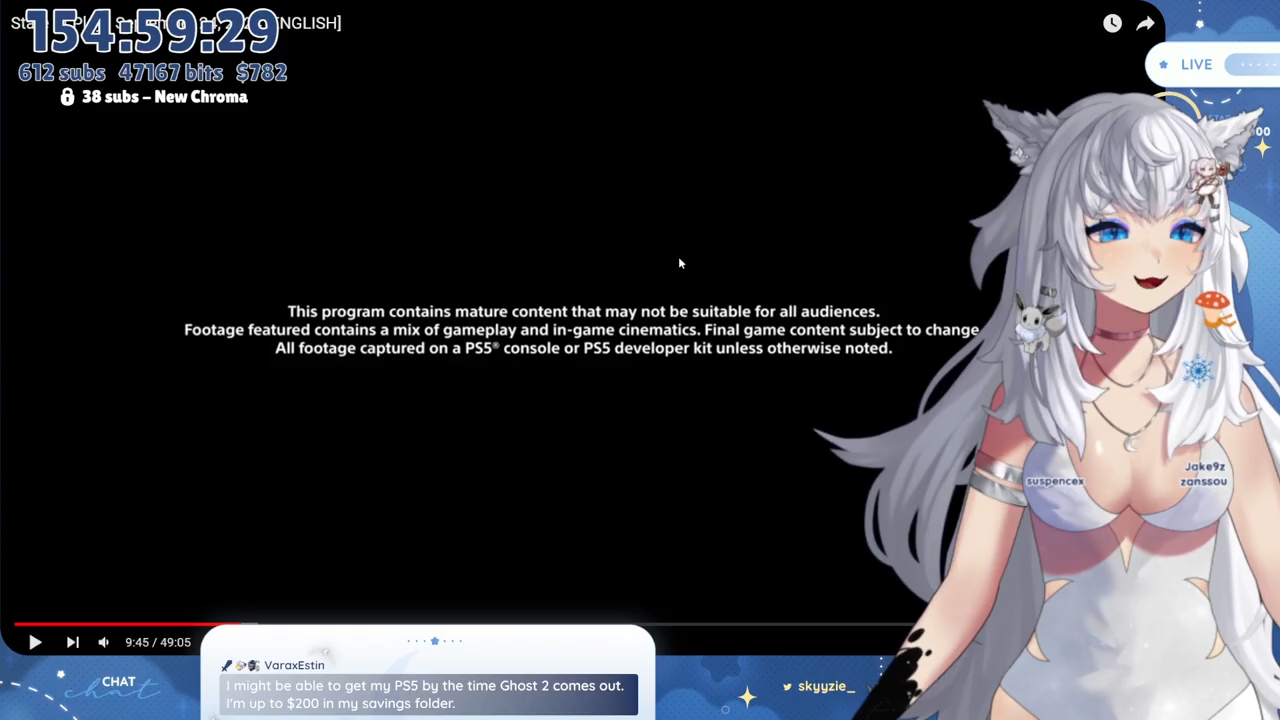 ENGLISH]
154:59:29
612 subs 47167 bits $782
38 subs – New Chroma
LIVE
This program contains mature content that may not be suitable for all audiences.
Footage featured contains a mix of gameplay and in-game cinematics. Final game content subject to change
All footage captured on a PS5® console or PS5 developer kit unless otherwise noted.
suspencex
Jake9z
zanssou
9:45 / 49:05
VaraxEstin
I might be able to get my PS5 by the time Ghost 2 comes out.
I'm up to $200 in my savings folder.
CHAT
chat
skyyzie_